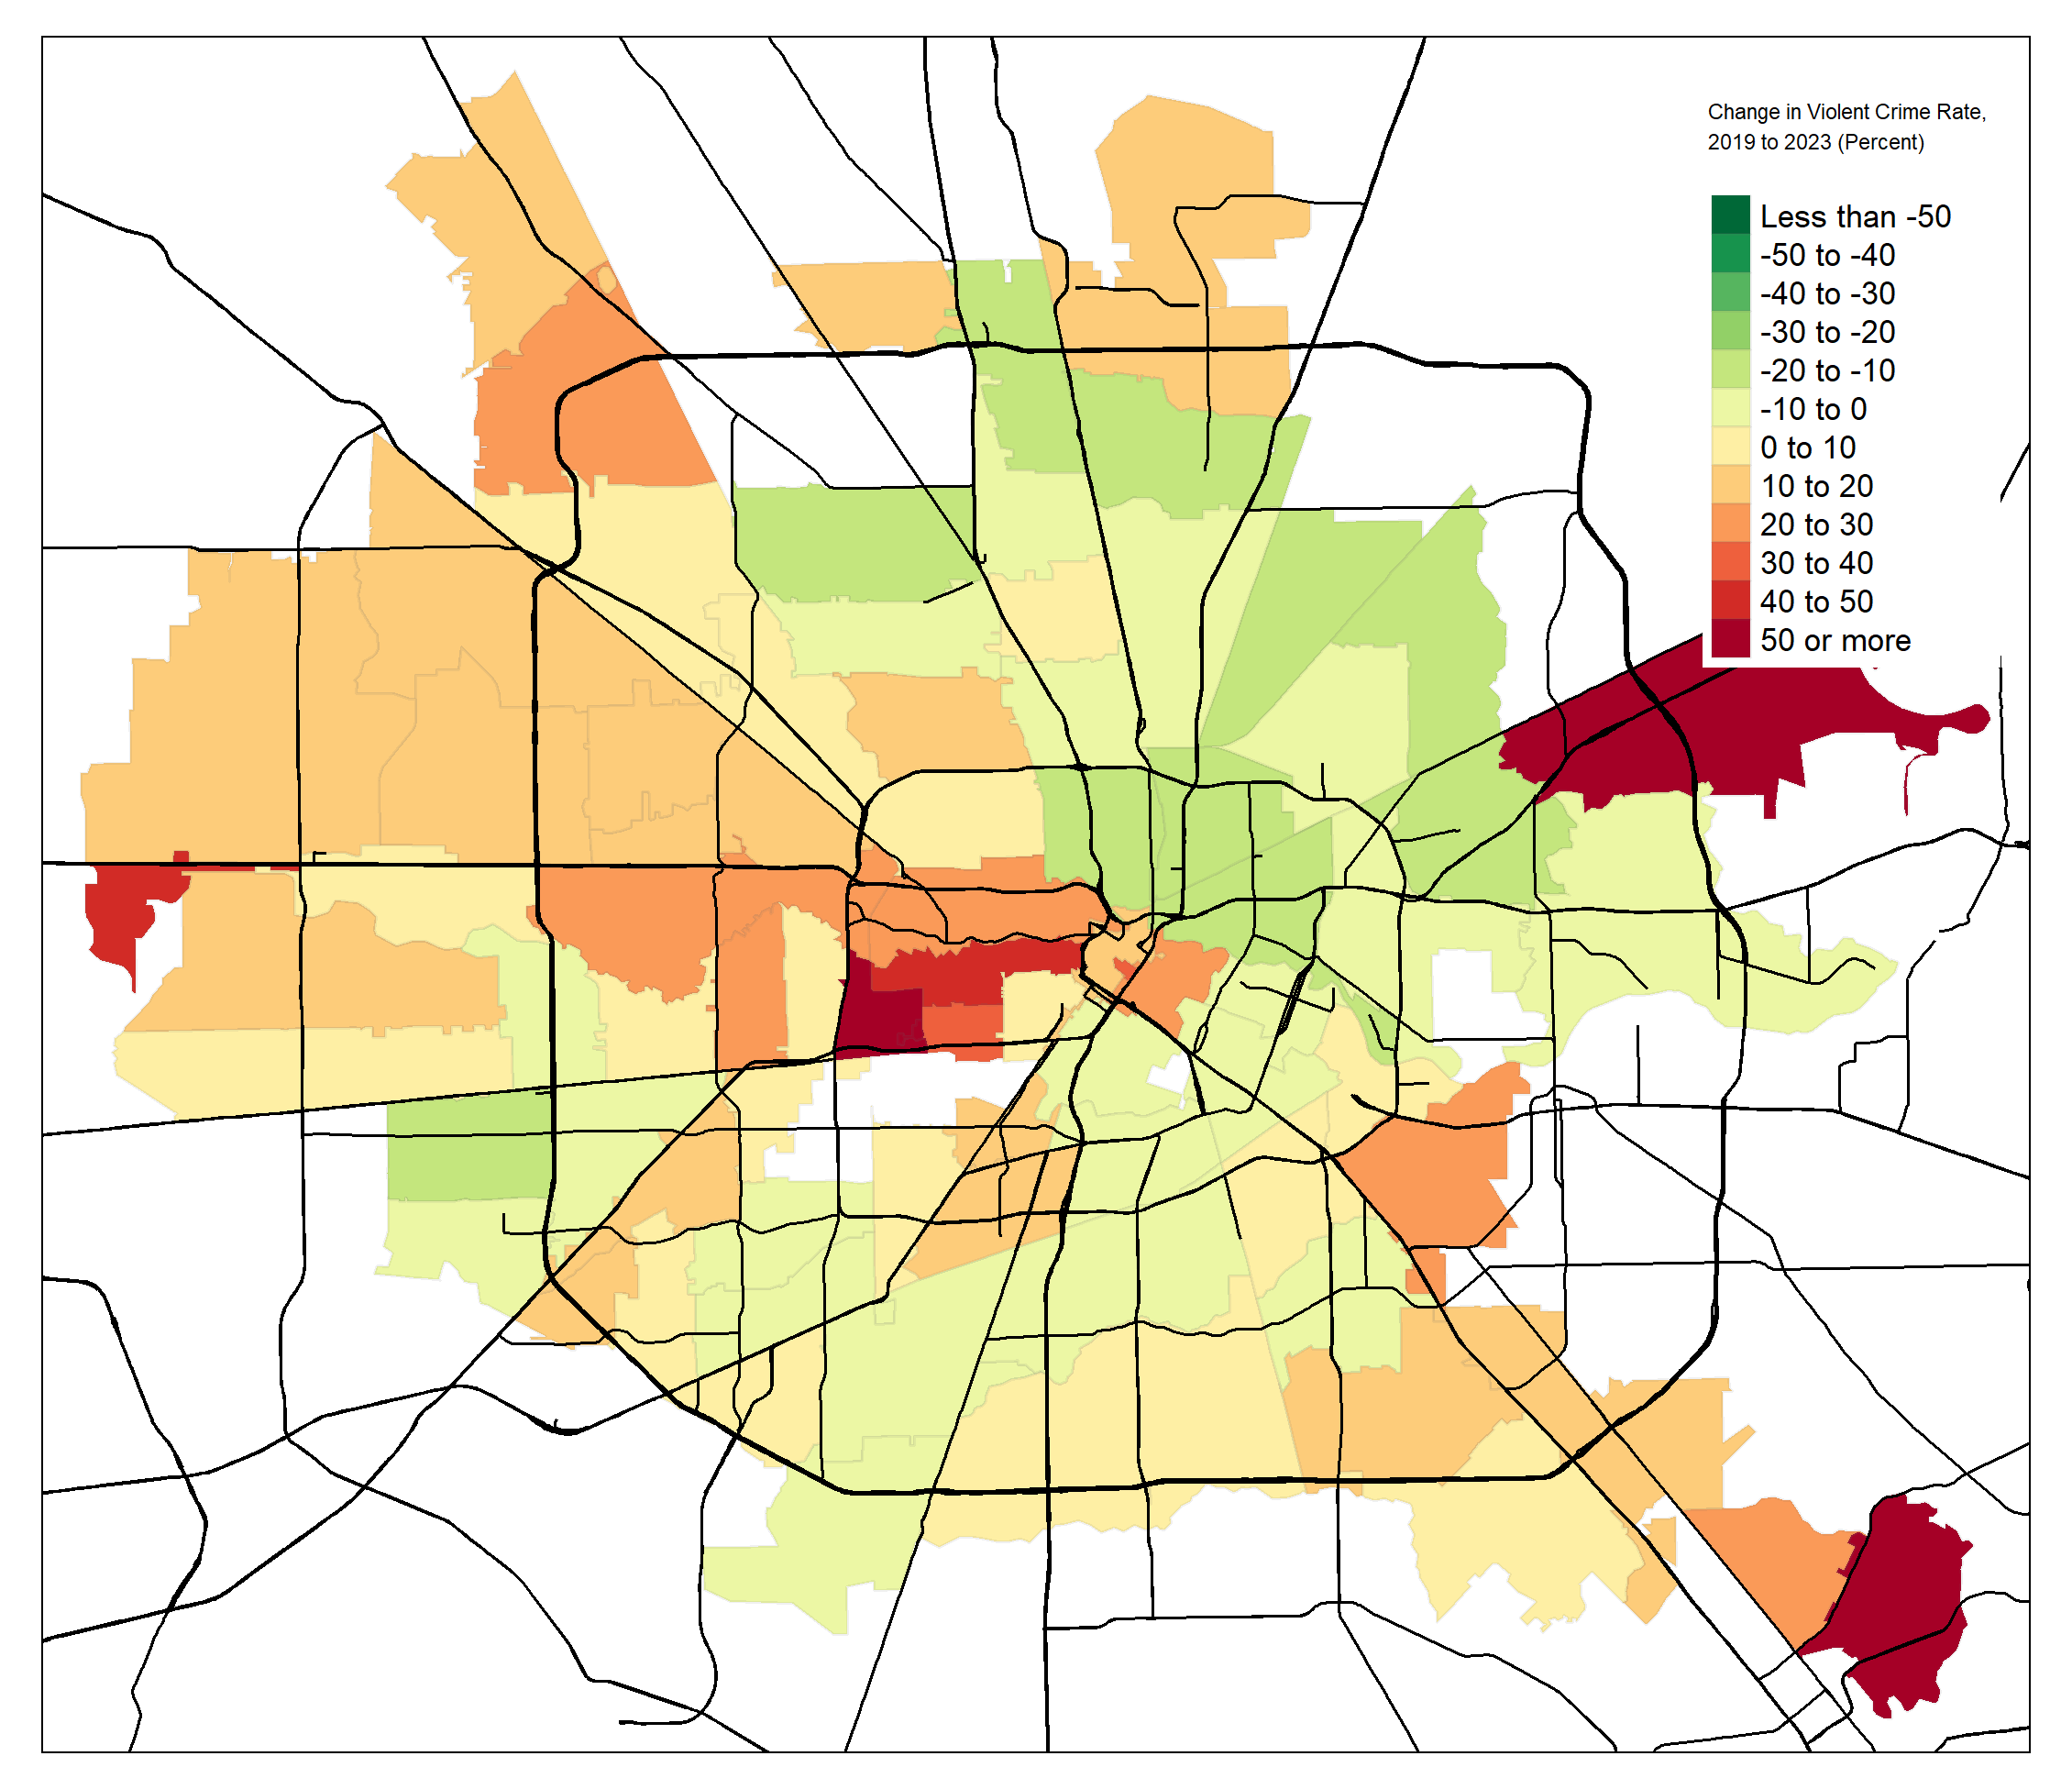 Change in Violent Crime Rate,
2019 to 2023 (Percent)
Less than -50
-50 to -40
-40 to -30
-30 to -20
-20 to -10
-10 to 0
0 to 10
10 to 20
20 to 30
30 to 40
40 to 50
50 or more